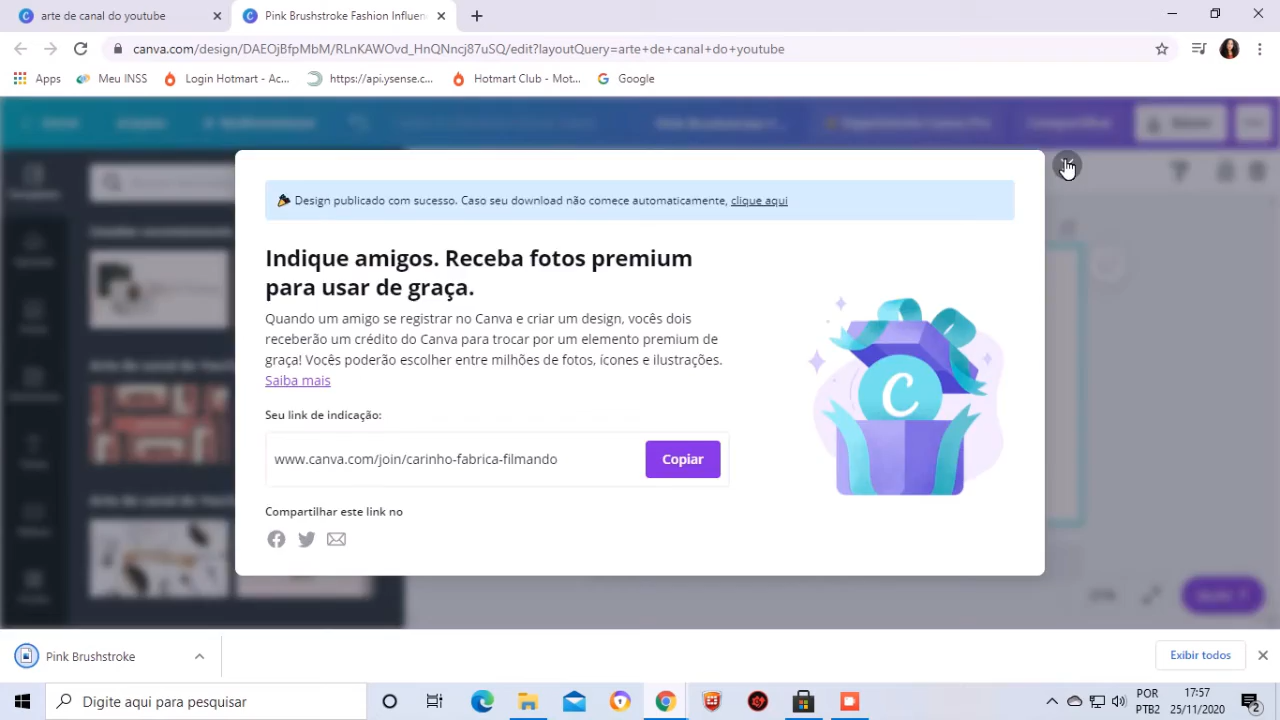 arte de canal do youtube
Pink Brushstroke Fashion Influen
canva.com/design/DAEOjBfpMbM/RLnKAWOvd_HnQNncj87uSQ/edit?layoutQuery=arte+de+canal+do+youtube
Apps
Meu INSS
Login Hotmart - Ac...
https://api.ysense.c...
Hotmart Club - Mot...
Google
Design publicado com sucesso. Caso seu download não comece automaticamente, clique aqui
Indique amigos. Receba fotos premium
para usar de graça.
Quando um amigo se registrar no Canva e criar um design, vocês dois
receberão um crédito do Canva para trocar por um elemento premium de
graça! Vocês poderão escolher entre milhões de fotos, ícones e ilustrações.
Saiba mais
Seu link de indicação:
www.canva.com/join/carinho-fabrica-filmando
Copiar
Compartilhar este link no
Pink Brushstroke
Exibir todos
Digite aqui para pesquisar
POR
PTB2
17:57
25/11/2020
2